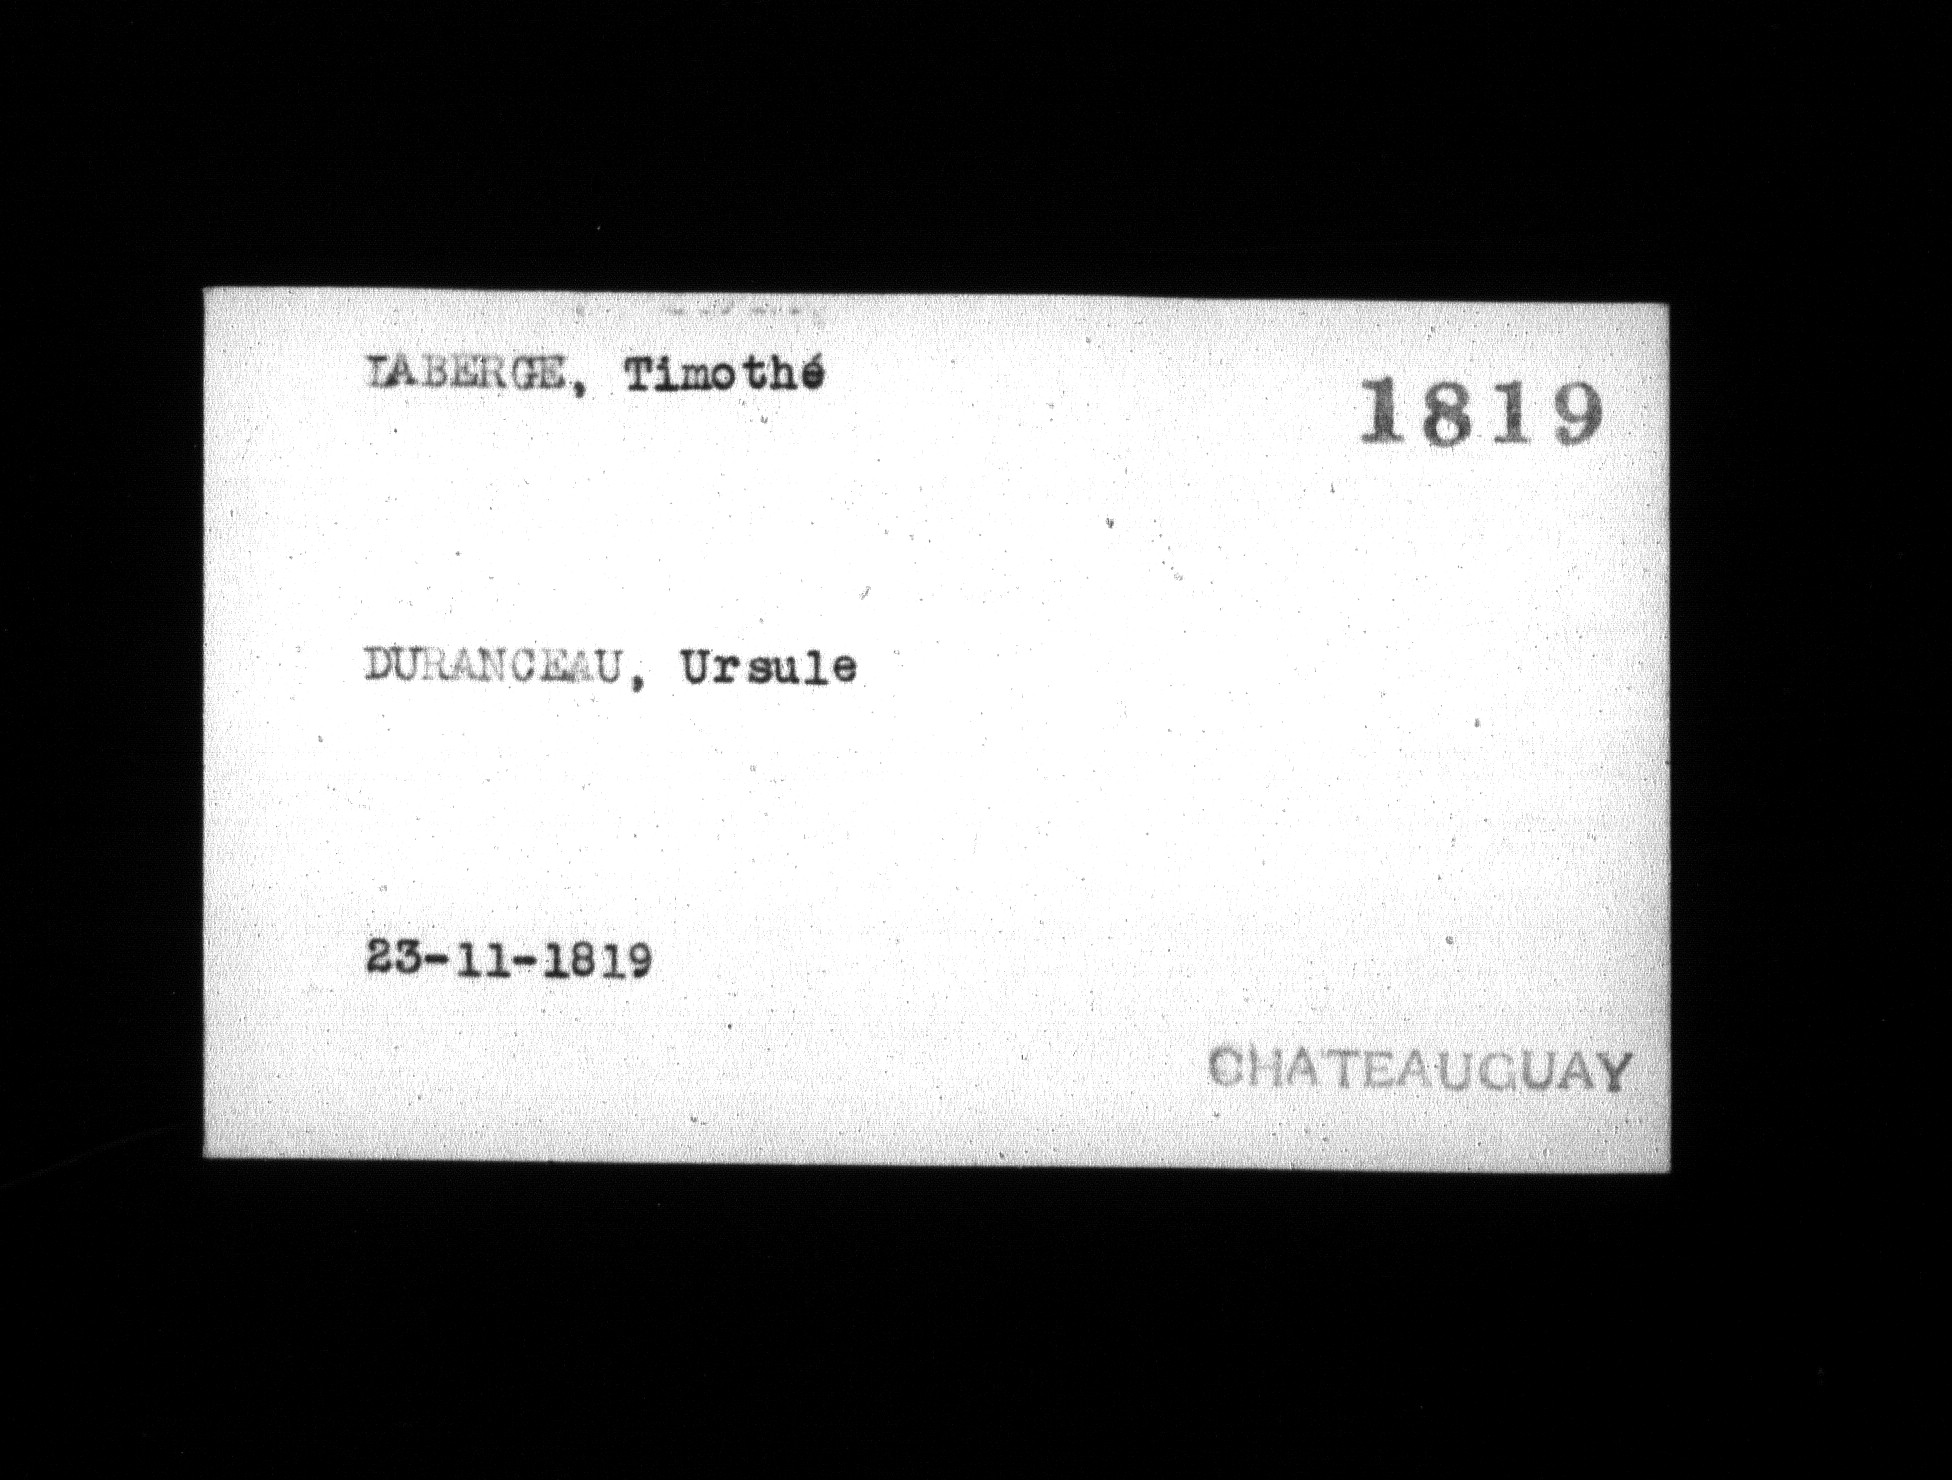 LABERGE, Timothé
1819
DURANCEAU, Ursule
23-11-1819
CHATEAUGUAY